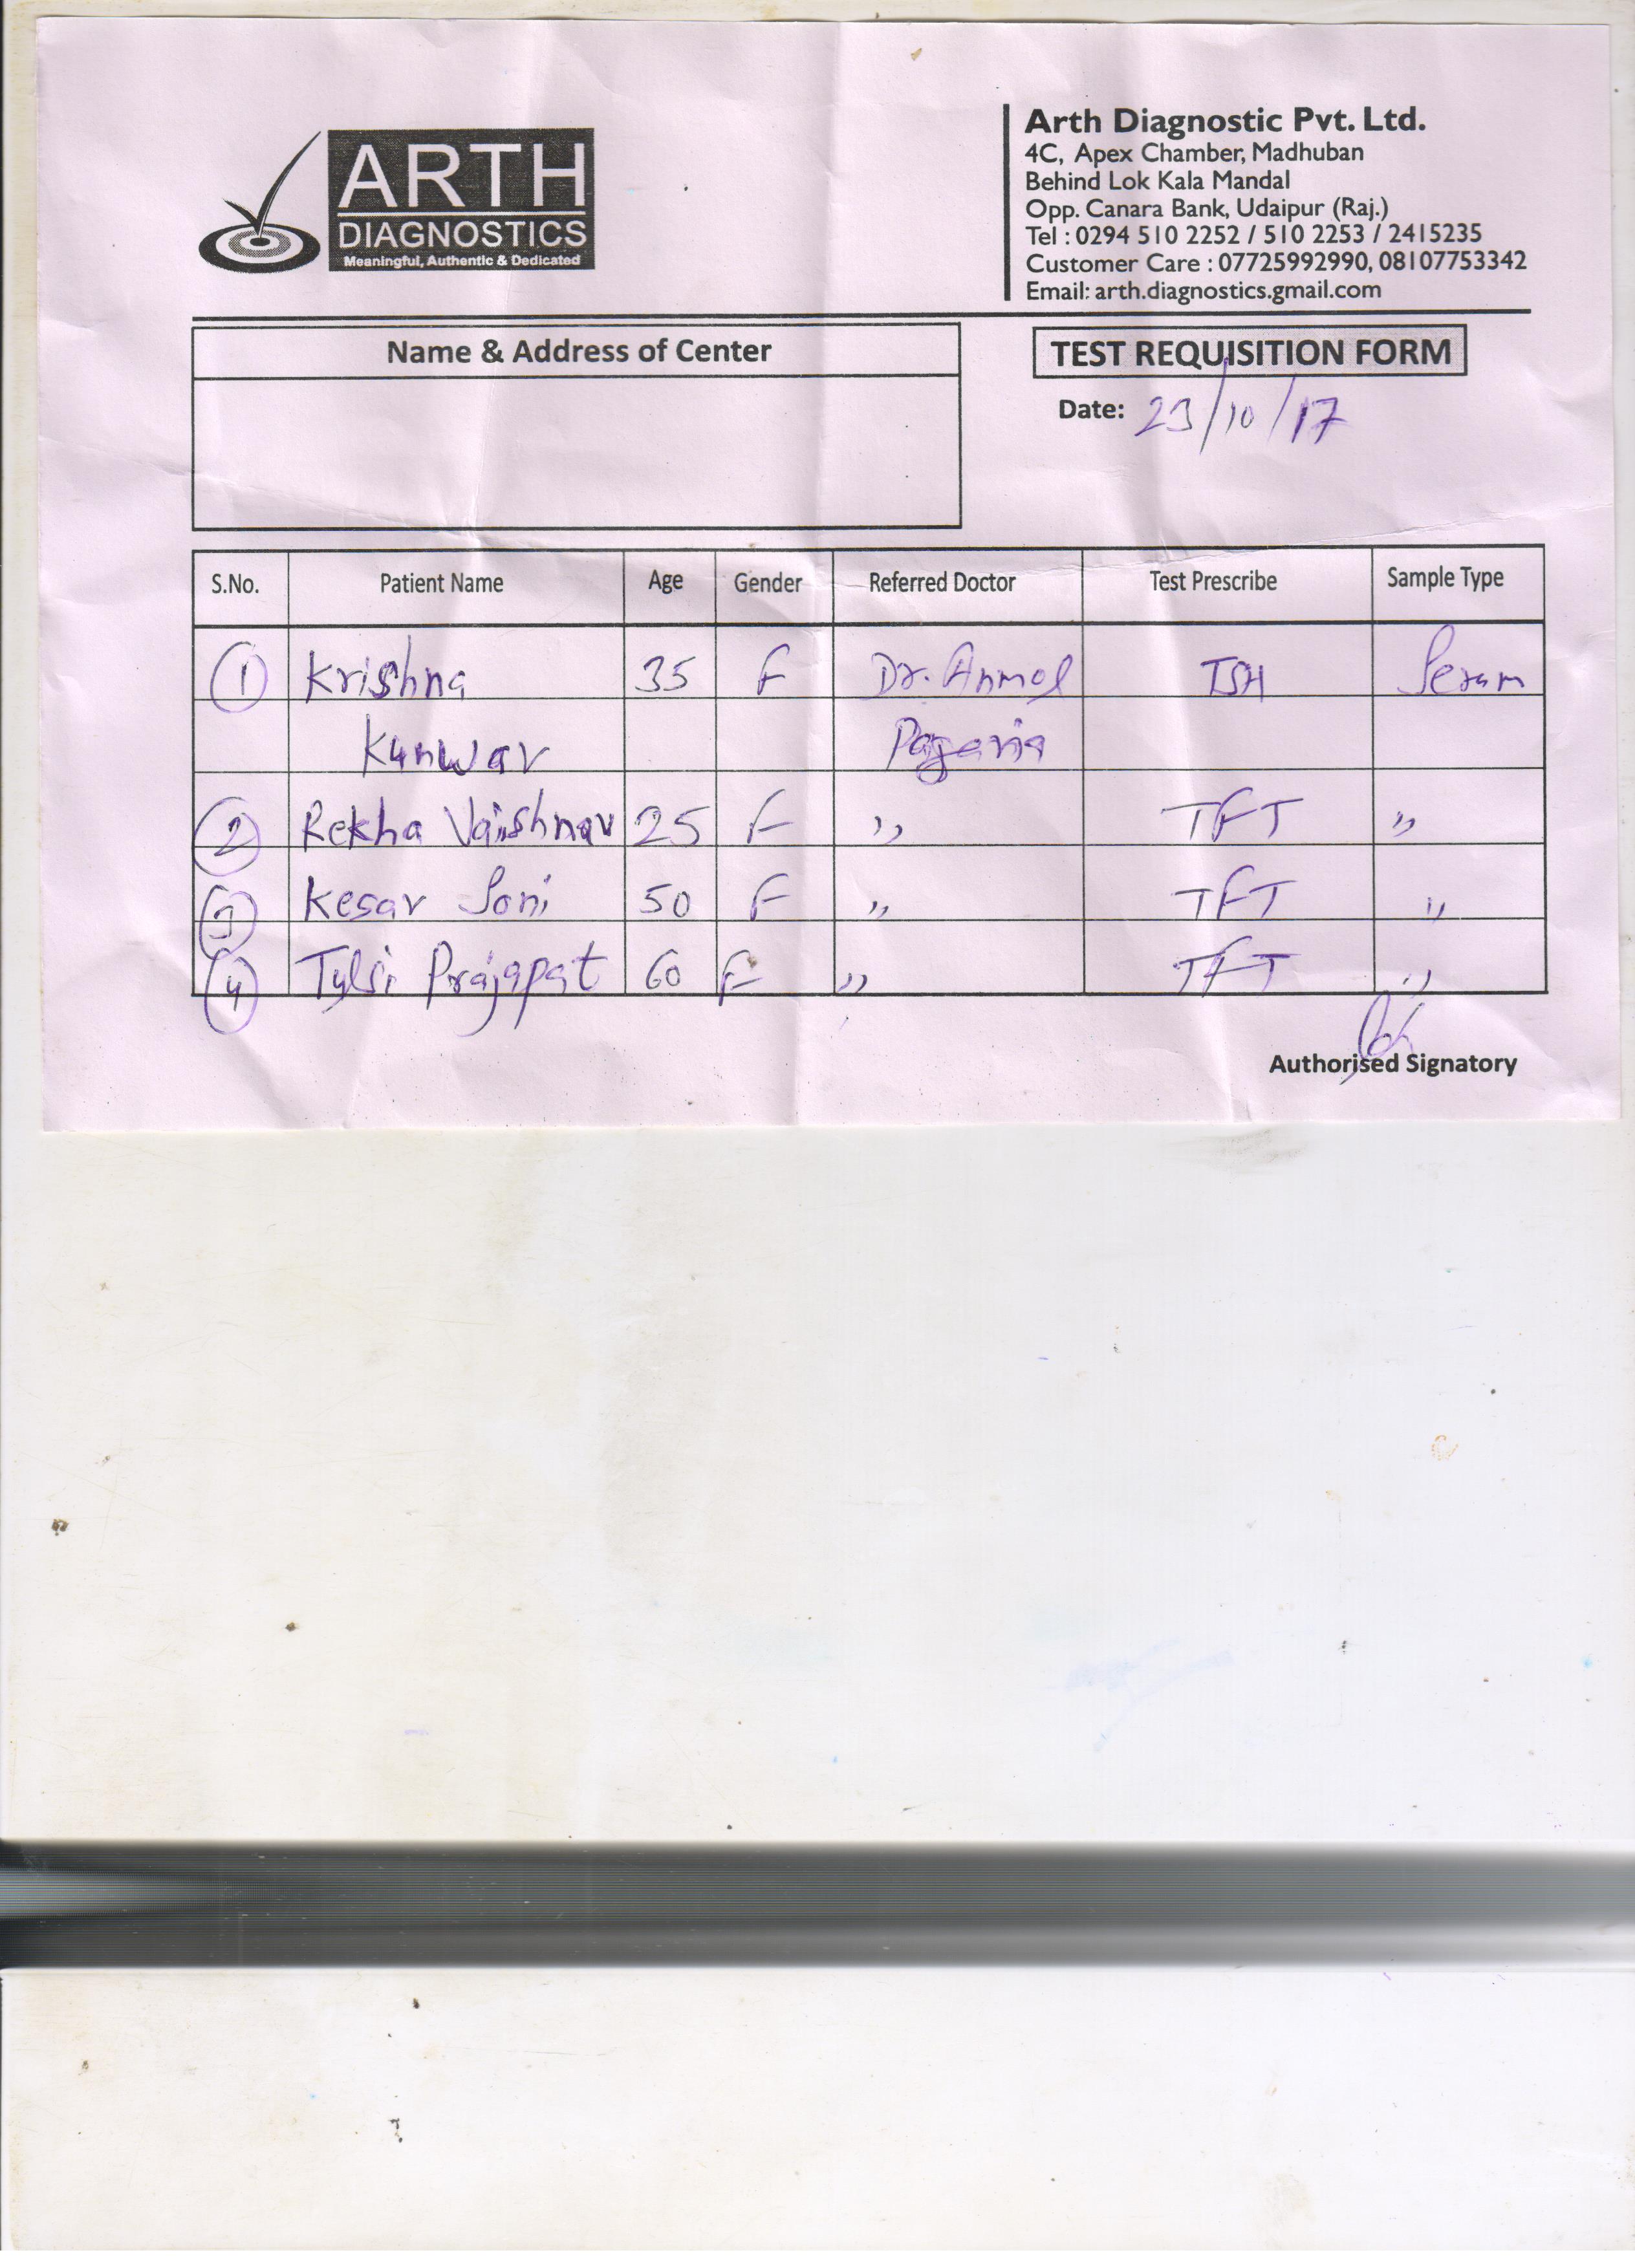 ARTH
DIAGNOSTICS
Meaningful, Authentic & Dedicated
Arth Diagnostic Pvt. Ltd.
4C, Apex Chamber, Madhuban
Behind Lok Kala Mandal
Opp. Canara Bank, Udaipur (Raj.)
Tel : 0294 510 2252 / 510 2253 / 2415235
Customer Care : 07725992990, 08107753342
Email: arth.diagnostics.gmail.com
Name & Address of Center
TEST REQUISITION FORM
Date: 23/10/17
S.No. Patient Name Age Gender Referred Doctor Test Prescribe Sample Type
1 Krishna 35 F Dr. Anmol TSH Serum
Kunwar Pagaria
2 Rekha Vaishnav 25 F ,, TFT ,,
3 Kesar Soni 50 F ,, TFT ,,
4 Tulsi Prajapat 60 F ,, TFT ,,
Authorised Signatory